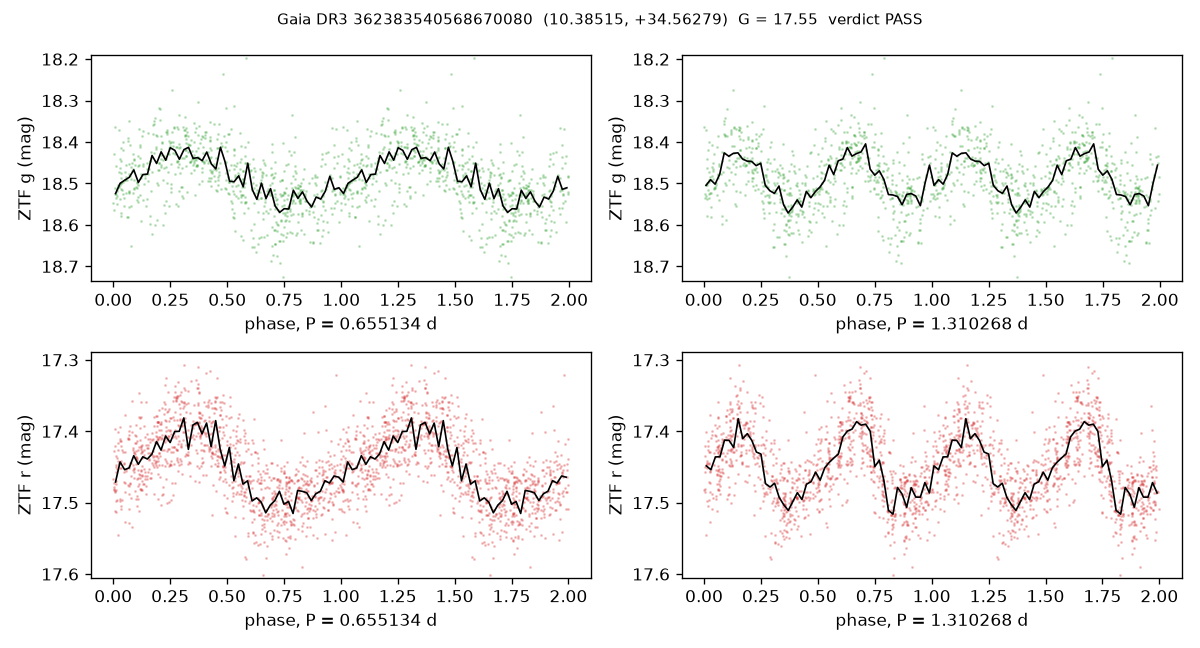 Gaia DR3 362383540568670080 (10.38515, +34.56279) G = 17.55 verdict PASS
18.2
18.3
18.4
18.5
18.6
18.7
ZTF g (mag)
0.00 0.25 0.50 0.75 1.00 1.25 1.50 1.75 2.00
phase, P = 0.655134 d
18.2
18.3
18.4
18.5
18.6
18.7
ZTF g (mag)
0.00 0.25 0.50 0.75 1.00 1.25 1.50 1.75 2.00
phase, P = 1.310268 d
17.3
17.4
17.5
17.6
ZTF r (mag)
0.00 0.25 0.50 0.75 1.00 1.25 1.50 1.75 2.00
phase, P = 0.655134 d
17.3
17.4
17.5
17.6
ZTF r (mag)
0.00 0.25 0.50 0.75 1.00 1.25 1.50 1.75 2.00
phase, P = 1.310268 d